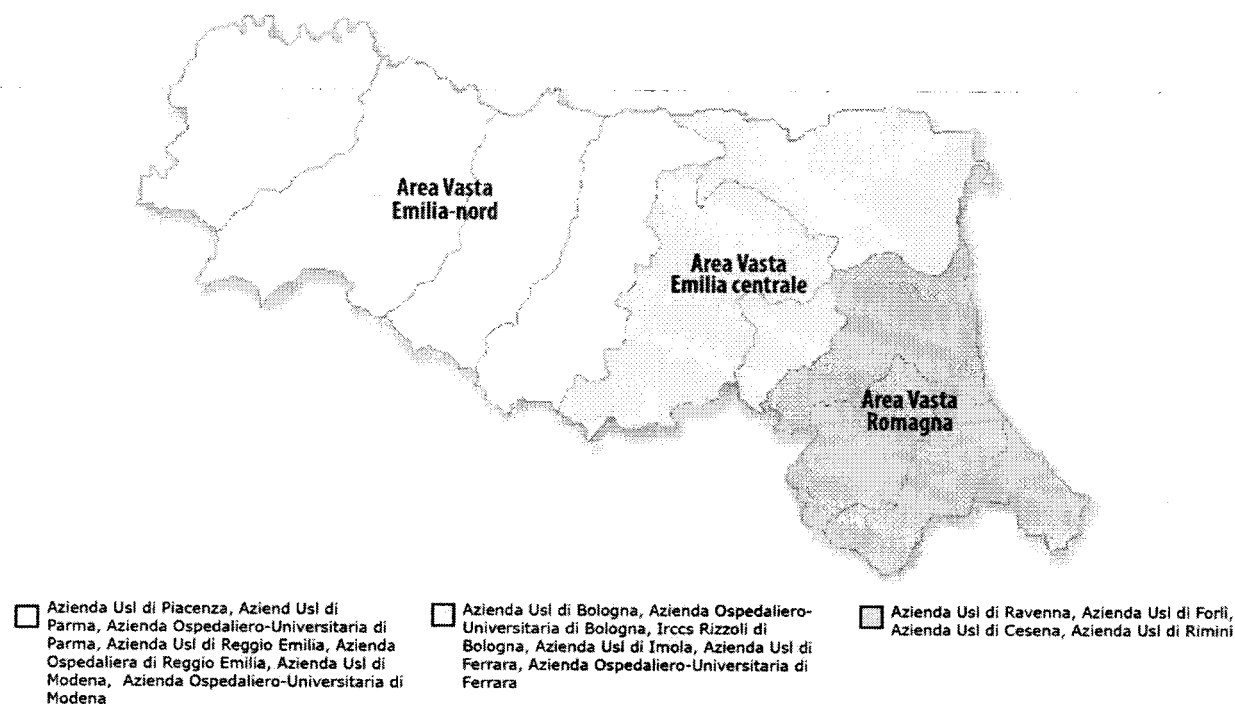 Area Vasta
Emilia-nord
Area Vasta
Emilia centrale
Area Vasta
Romagna
Azienda Usl di Piacenza, Aziend Usl di
Parma, Azienda Ospedaliero-Universitaria di
Parma, Azienda Usl di Reggio Emilia, Azienda
Ospedaliera di Reggio Emilia, Azienda Usl di
Modena, Azienda Ospedaliero-Universitaria di
Modena
Azienda Usl di Bologna, Azienda Ospedaliero-
Universitaria di Bologna, Irccs Rizzoli di
Bologna, Azienda Usl di Imola, Azienda Usl di
Ferrara, Azienda Ospedaliero-Universitaria di
Ferrara
Azienda Usl di Ravenna, Azienda Usl di Forlì,
Azienda Usl di Cesena, Azienda Usl di Rimini